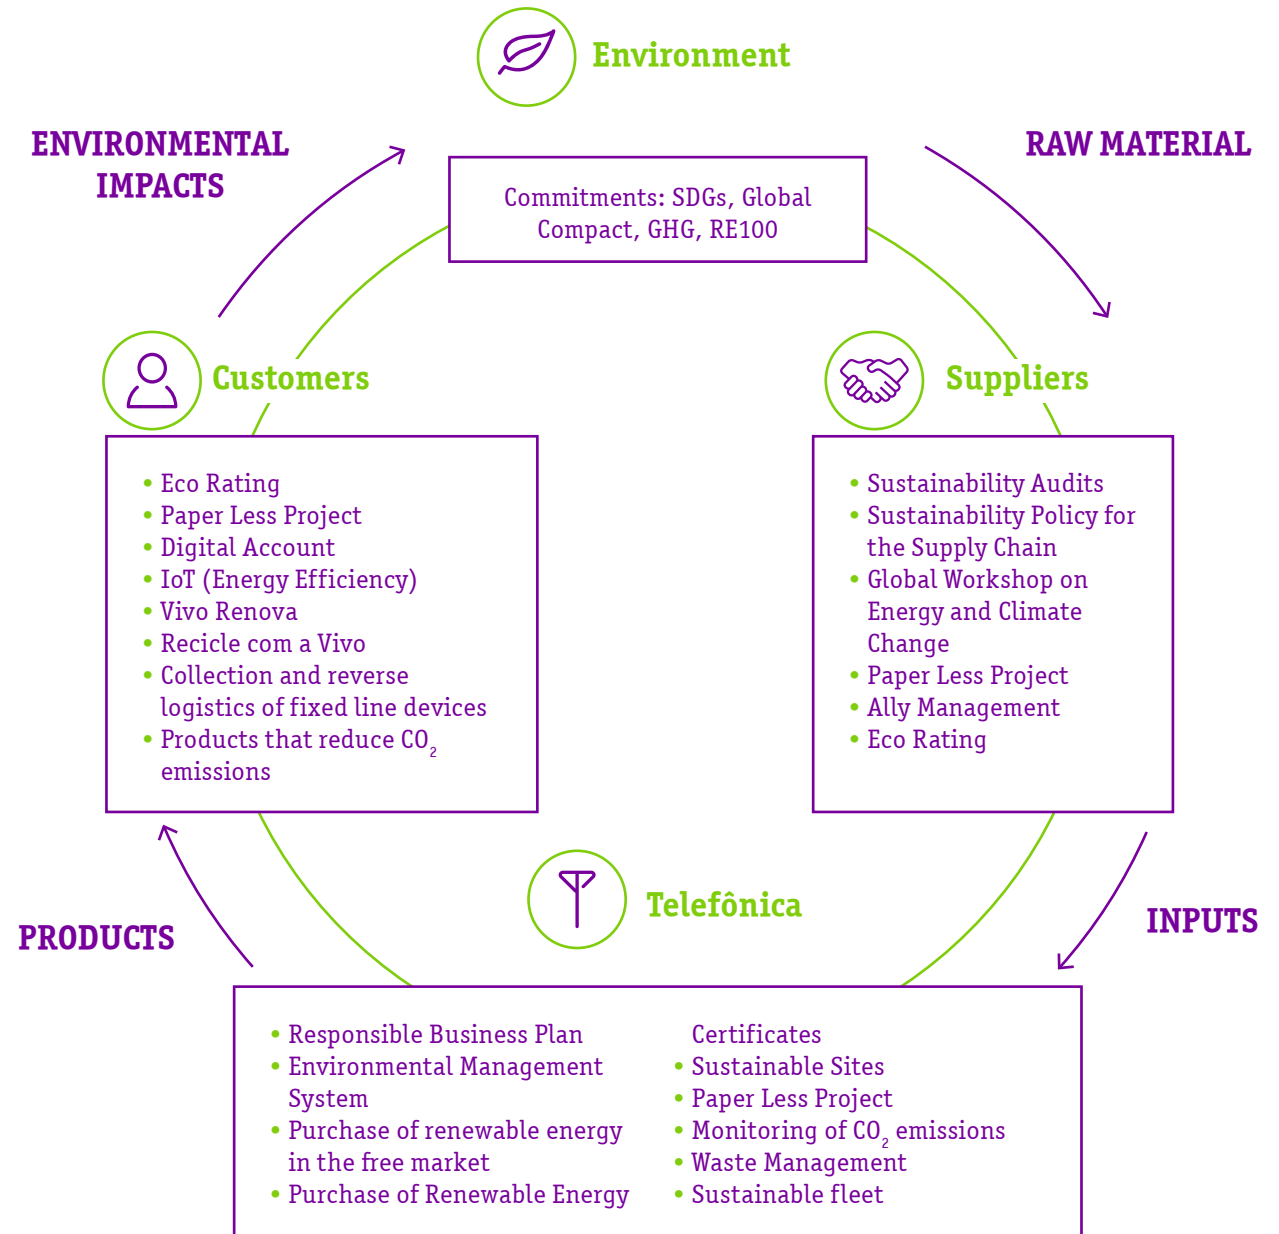 Environment
ENVIRONMENTAL
IMPACTS
RAW MATERIAL
Commitments: SDGs, Global
Compact, GHG, RE100
Customers
Suppliers
• Eco Rating
• Paper Less Project
• Digital Account
• IoT (Energy Efficiency)
• Vivo Renova
• Recicle com a Vivo
• Collection and reverse
logistics of fixed line devices
• Products that reduce CO₂
emissions
• Sustainability Audits
• Sustainability Policy for
the Supply Chain
• Global Workshop on
Energy and Climate
Change
• Paper Less Project
• Ally Management
• Eco Rating
Telefônica
PRODUCTS
INPUTS
• Responsible Business Plan
• Environmental Management
System
• Purchase of renewable energy
in the free market
• Purchase of Renewable Energy
Certificates
• Sustainable Sites
• Paper Less Project
• Monitoring of CO₂ emissions
• Waste Management
• Sustainable fleet